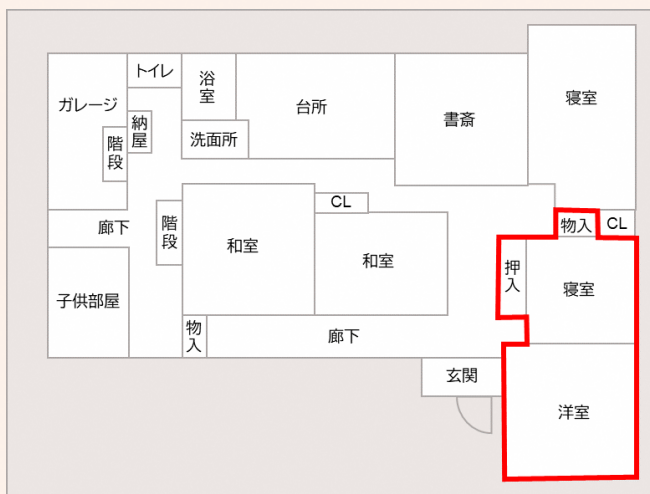 トイレ
浴室
ガレージ
納屋
階段
洗面所
台所
書斎
寝室
CL
物入
CL
廊下
階段
和室
和室
押入
寝室
子供部屋
物入
廊下
玄関
洋室